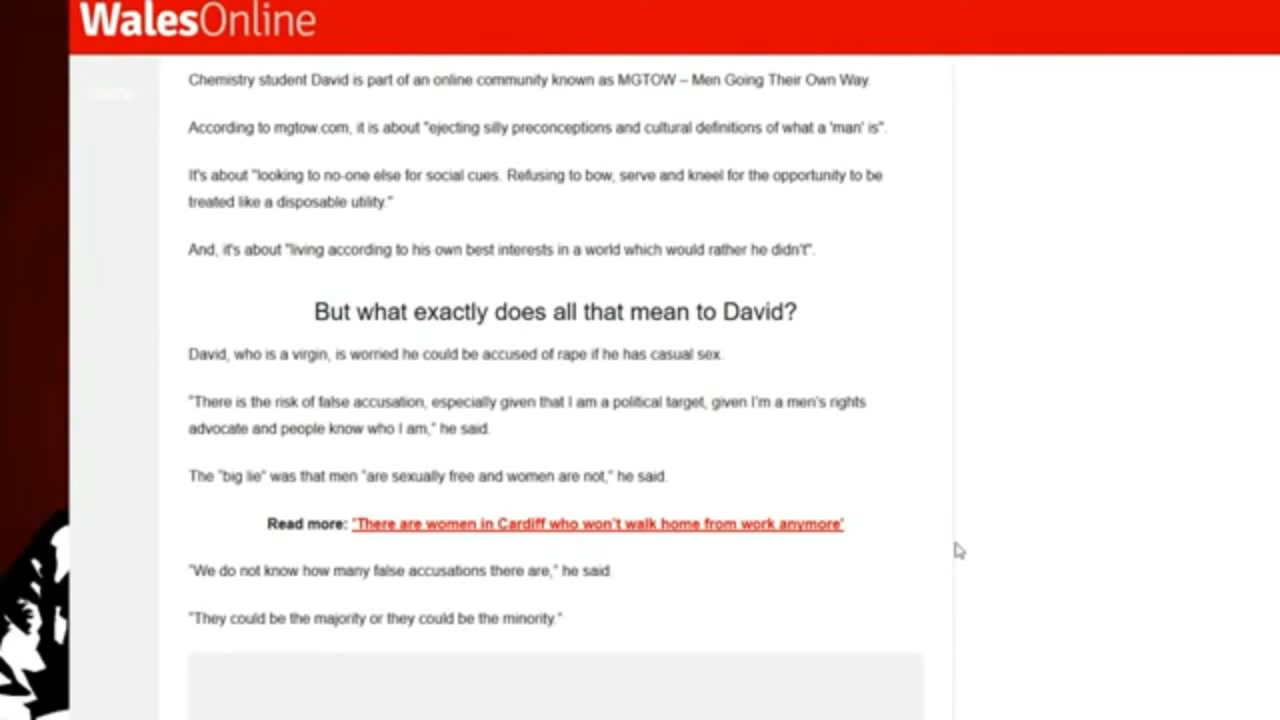 WalesOnline
Chemistry student David is part of an online community known as MGTOW – Men Going Their Own Way.
According to mgtow.com, it is about "ejecting silly preconceptions and cultural definitions of what a 'man' is".
It's about "looking to no-one else for social cues. Refusing to bow, serve and kneel for the opportunity to be
treated like a disposable utility."
And, it's about "living according to his own best interests in a world which would rather he didn't".
But what exactly does all that mean to David?
David, who is a virgin, is worried he could be accused of rape if he has casual sex.
"There is the risk of false accusation, especially given that I am a political target, given I'm a men's rights
advocate and people know who I am," he said.
The "big lie" was that men "are sexually free and women are not," he said.
Read more: 'There are women in Cardiff who won't walk home from work anymore'
"We do not know how many false accusations there are," he said
"They could be the majority or they could be the minority."